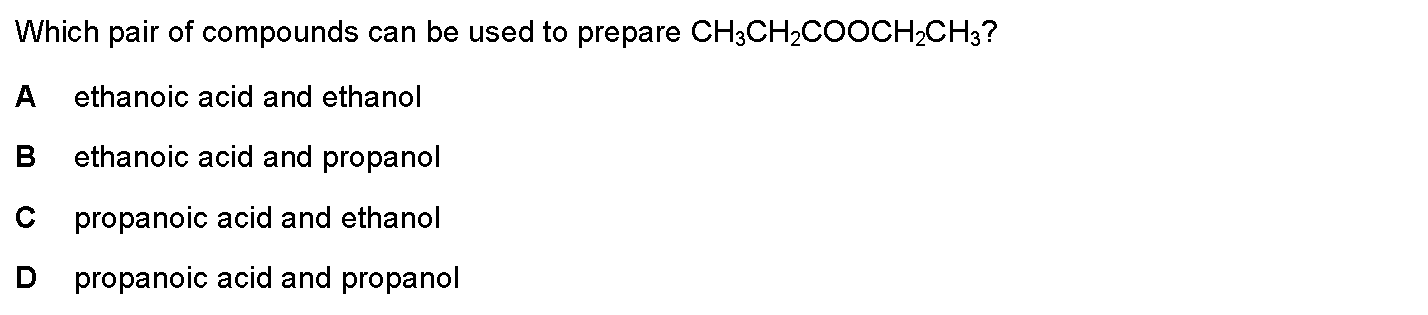 Which pair of compounds can be used to prepare CH₃CH₂COOCH₂CH₃?
A ethanoic acid and ethanol
B ethanoic acid and propanol
C propanoic acid and ethanol
D propanoic acid and propanol